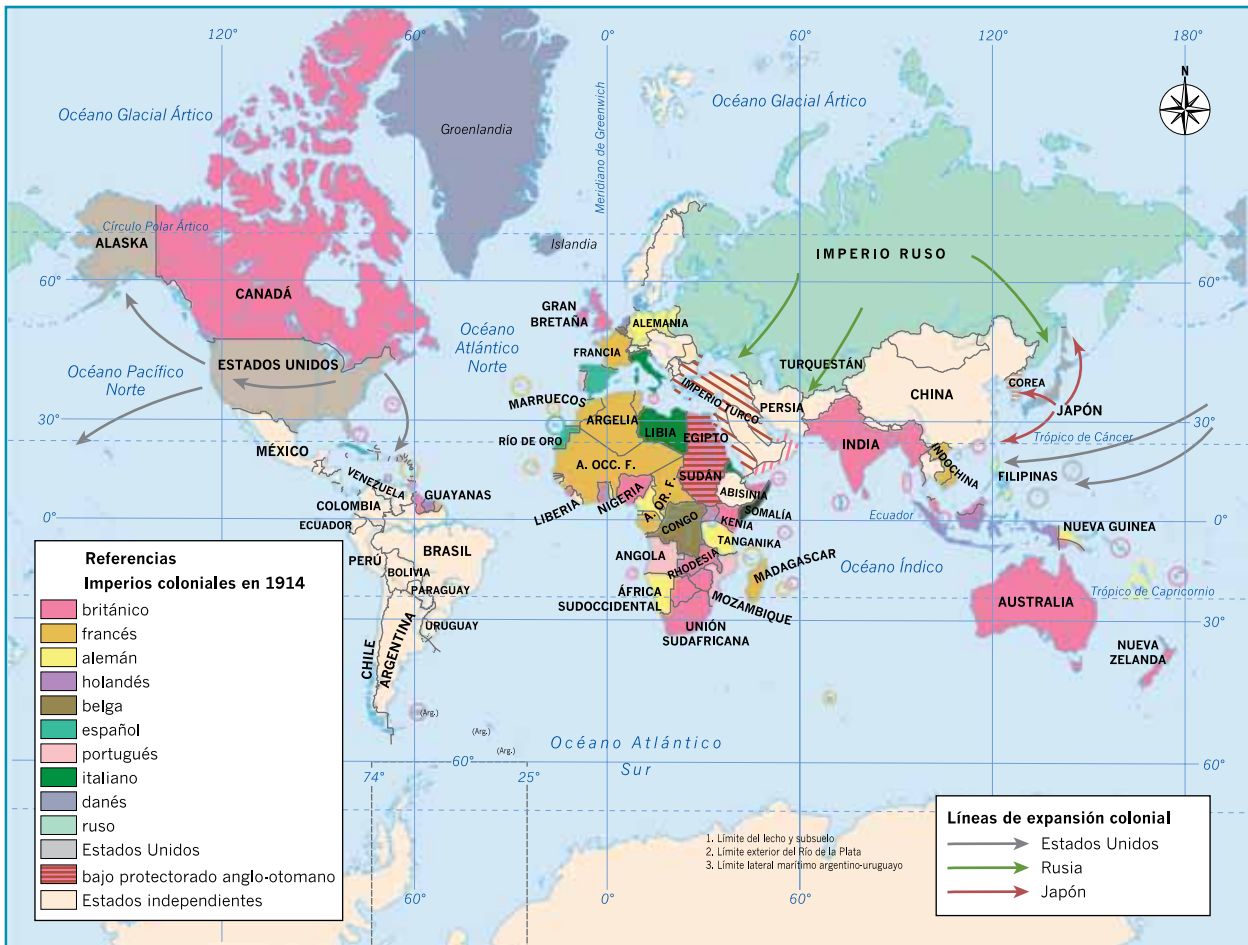 120°
60°
0°
60°
120°
180°
N
Océano Glacial Ártico
Océano Glacial Ártico
Groenlandia
Meridiano de Greenwich
Círculo Polar Ártico
ALASKA
Islandia
IMPERIO RUSO
60°
60°
CANADÁ
GRAN
BRETAÑA
ALEMANIA
Océano
Atlántico
Norte
FRANCIA
ESTADOS UNIDOS
TURQUESTÁN
Océano Pacífico
Norte
IMPERIO TURCO
PERSIA
CHINA
COREA
JAPÓN
MARRUECOS
ARGELIA
30°
30°
LIBIA
EGIPTO
INDIA
Trópico de Cáncer
RÍO DE ORO
MÉXICO
A. OCC. F.
SUDÁN
INDOCHINA
FILIPINAS
VENEZUELA
GUAYANAS
COLOMBIA
LIBERIA
NIGERIA
A. OR. F.
ABISINIA
SOMALÍA
Ecuador
0°
0°
ECUADOR
CONGO
KENIA
NUEVA GUINEA
TANGANIKA
BRASIL
PERÚ
ANGOLA
RHODESIA
MADAGASCAR
Océano Índico
BOLIVIA
PARAGUAY
ÁFRICA
SUDOCCIDENTAL
MOZAMBIQUE
AUSTRALIA
Trópico de Capricornio
URUGUAY
UNIÓN
SUDAFRICANA
30°
CHILE
ARGENTINA
NUEVA
ZELANDA
(Arg.)
(Arg.)
(Arg.)
Océano Atlántico
Sur
60°
60°
74°
25°
Referencias
Imperios coloniales en 1914
británico
francés
alemán
holandés
belga
español
portugués
italiano
danés
ruso
Estados Unidos
bajo protectorado anglo-otomano
Estados independientes
1. Límite del lecho y subsuelo
2. Límite exterior del Río de la Plata
3. Límite lateral marítimo argentino-uruguayo
Líneas de expansión colonial
Estados Unidos
Rusia
Japón
60°
0°
60°
120°